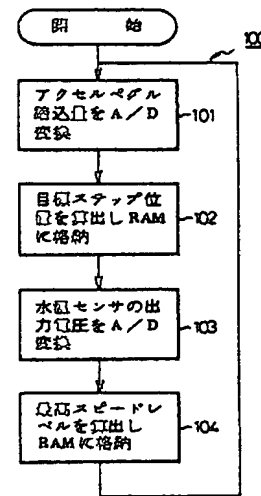 開 始
100
アクセルペダル
踏込量をA/D
変換
101
目標ステップ位
置を算出しRAM
に格納
102
水温センサの出
力電圧をA/D
変換
103
最高スピードレ
ベルを算出し
RAMに格納
104